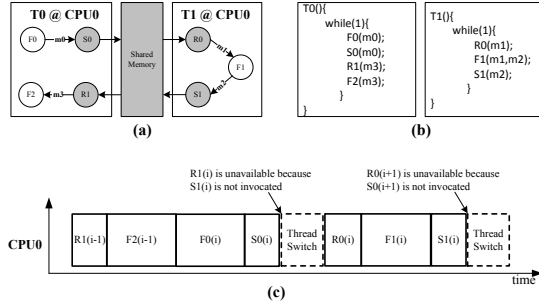 T0 @ CPU0
T1 @ CPU0
F0
m0
S0
Shared
Memory
R0
m1
F1
m2
F2
m3
R1
S1
(a)
T0(){
while(1){
F0(m0);
S0(m0);
R1(m3);
F2(m3);
}
}
T1(){
while(1){
R0(m1);
F1(m1,m2);
S1(m2);
}
}
(b)
R1(i) is unavailable because
S1(i) is not invocated
R0(i+1) is unavailable because
S0(i+1) is not invocated
CPU0
R1(i-1)
F2(i-1)
F0(i)
S0(i)
Thread
Switch
R0(i)
F1(i)
S1(i)
Thread
Switch
time
(c)